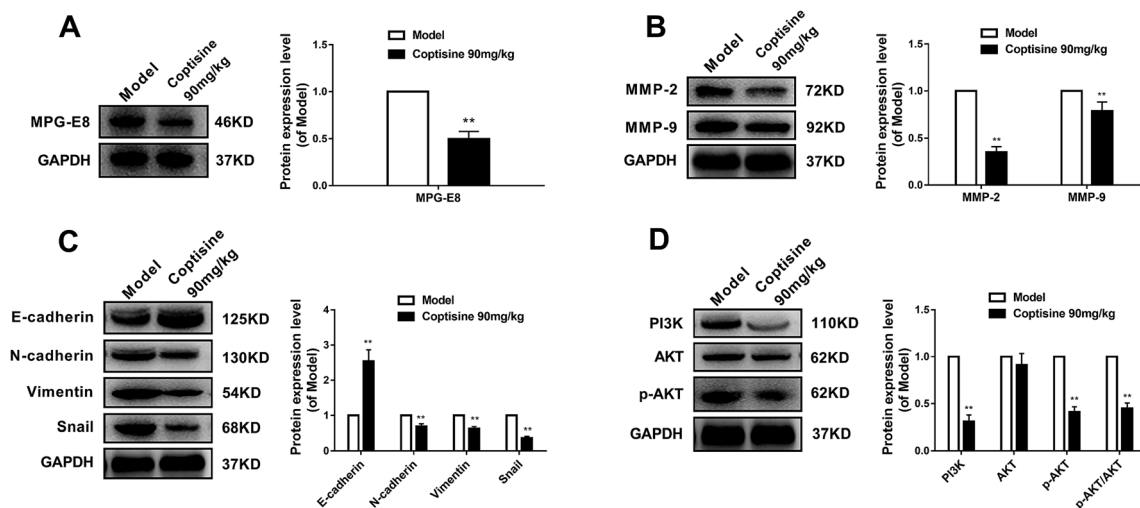 A
Model
Coptisine
90mg/kg
MPG-E8
46KD
GAPDH
37KD
Protein expression level
(of Model)
1.5
1.0
0.5
0.0
Model
Coptisine 90mg/kg
**
MPG-E8
B
Model
Coptisine
90mg/kg
MMP-2
72KD
MMP-9
92KD
GAPDH
37KD
Protein expression level
(of Model)
1.5
1.0
0.5
0.0
Model
Coptisine 90mg/kg
**
**
MMP-2
MMP-9
C
Model
Coptisine
90mg/kg
E-cadherin
125KD
N-cadherin
130KD
Vimentin
54KD
Snail
68KD
GAPDH
37KD
Protein expression level
(of Model)
4
3
2
1
0
Model
Coptisine 90mg/kg
**
**
**
**
E-cadherin
N-cadherin
Vimentin
Snail
D
Model
Coptisine
90mg/kg
PI3K
110KD
AKT
62KD
p-AKT
62KD
GAPDH
37KD
Protein expression level
(of Model)
1.5
1.0
0.5
0.0
Model
Coptisine 90mg/kg
**
**
**
PI3K
AKT
p-AKT
p-AKT/AKT